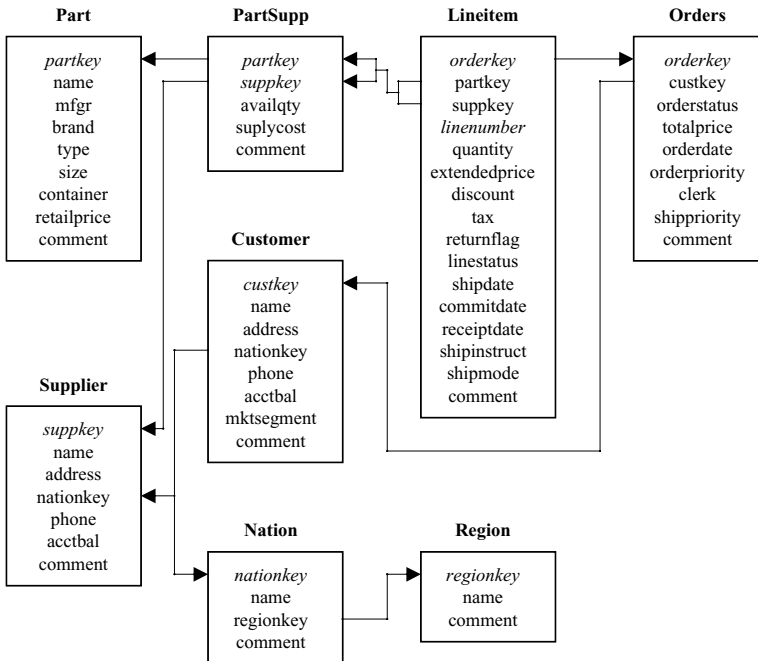 Part
partkey
name
mfgr
brand
type
size
container
retailprice
comment
PartSupp
partkey
suppkey
availqty
suplycost
comment
Lineitem
orderkey
partkey
suppkey
linenumber
quantity
extendedprice
discount
tax
returnflag
linestatus
shipdate
commitdate
receiptdate
shipinstruct
shipmode
comment
Orders
orderkey
custkey
orderstatus
totalprice
orderdate
orderpriority
clerk
shippriority
comment
Customer
custkey
name
address
nationkey
phone
acctbal
mktsegment
comment
Supplier
suppkey
name
address
nationkey
phone
acctbal
comment
Nation
nationkey
name
regionkey
comment
Region
regionkey
name
comment